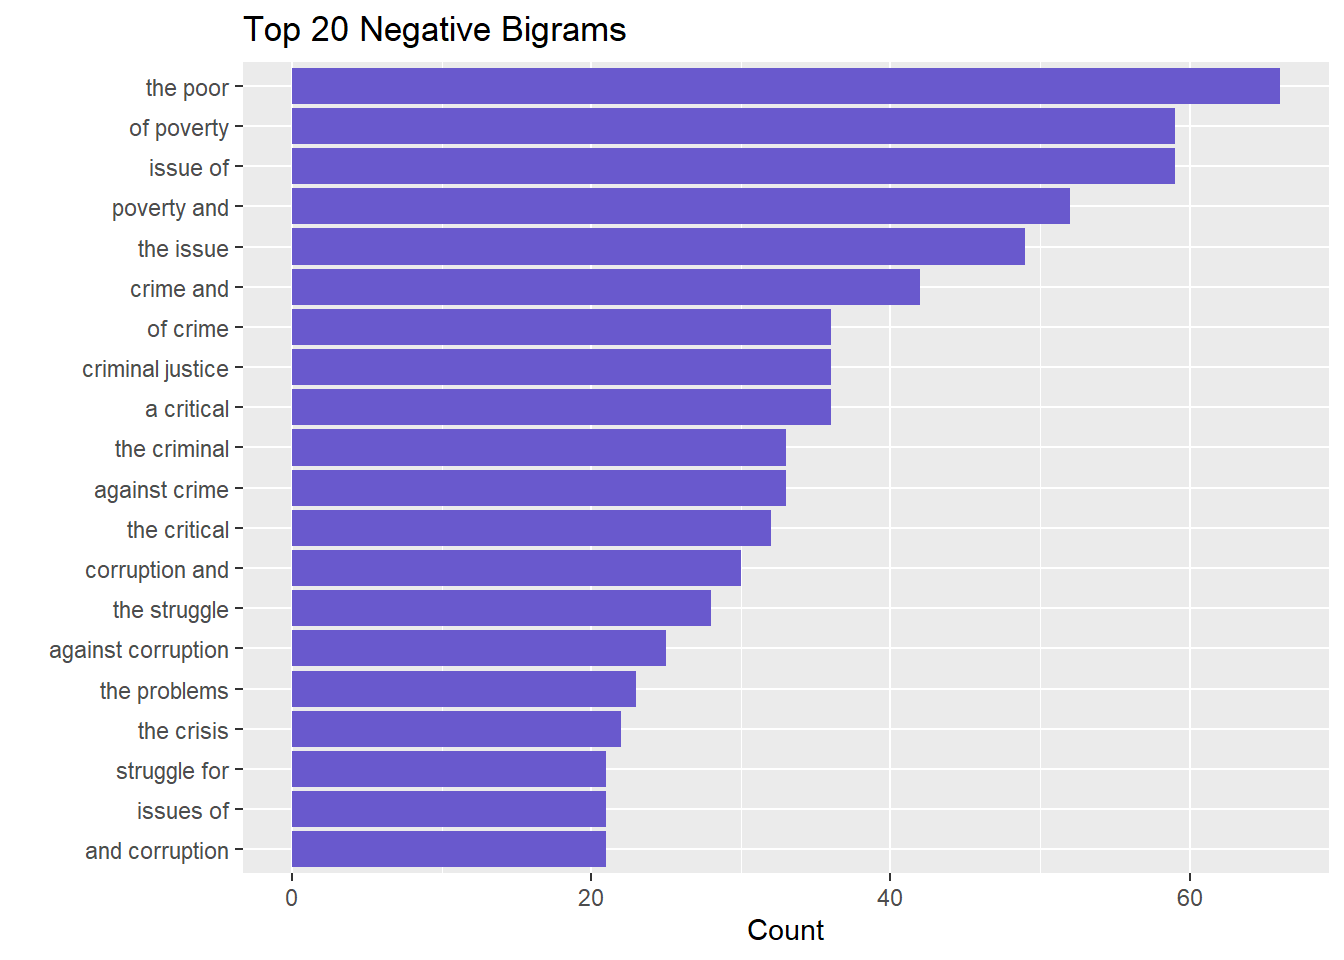 Top 20 Negative Bigrams
the poor
of poverty
issue of
poverty and
the issue
crime and
of crime
criminal justice
a critical
the criminal
against crime
the critical
corruption and
the struggle
against corruption
the problems
the crisis
struggle for
issues of
and corruption
0 20 40 60
Count